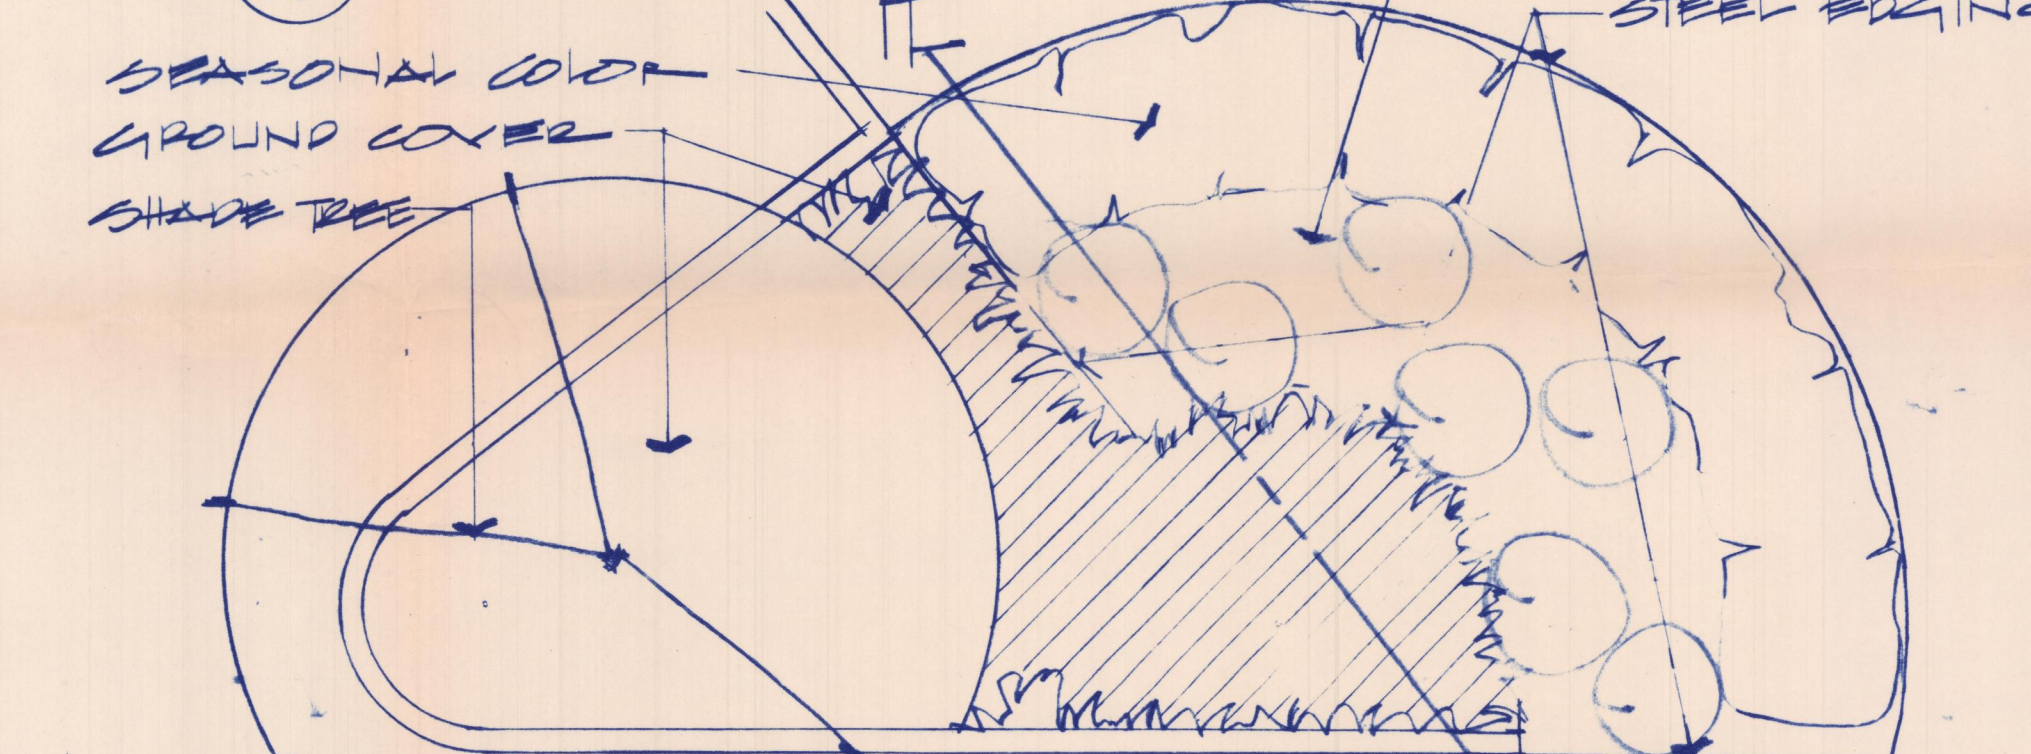 STEEL EDGING
SEASONAL COLOR
GROUND COVER
SHADE TREE